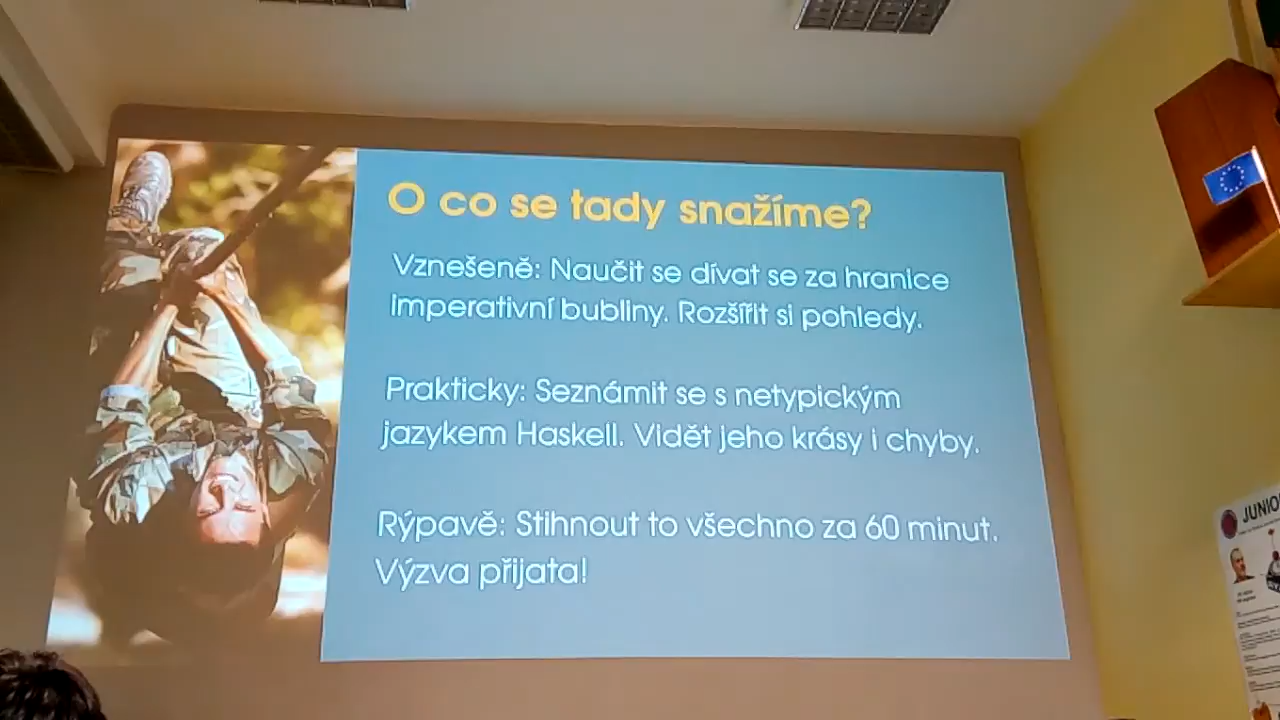 O co se tady snažíme?
Vznešeně: Naučit se dívat se za hranice
imperativní bubliny. Rozšířit si pohledy.
Prakticky: Seznámit se s netypickým
jazykem Haskell. Vidět jeho krásy i chyby.
Rýpavě: Stihnout to všechno za 60 minut.
Výzva přijata!
JUNIO